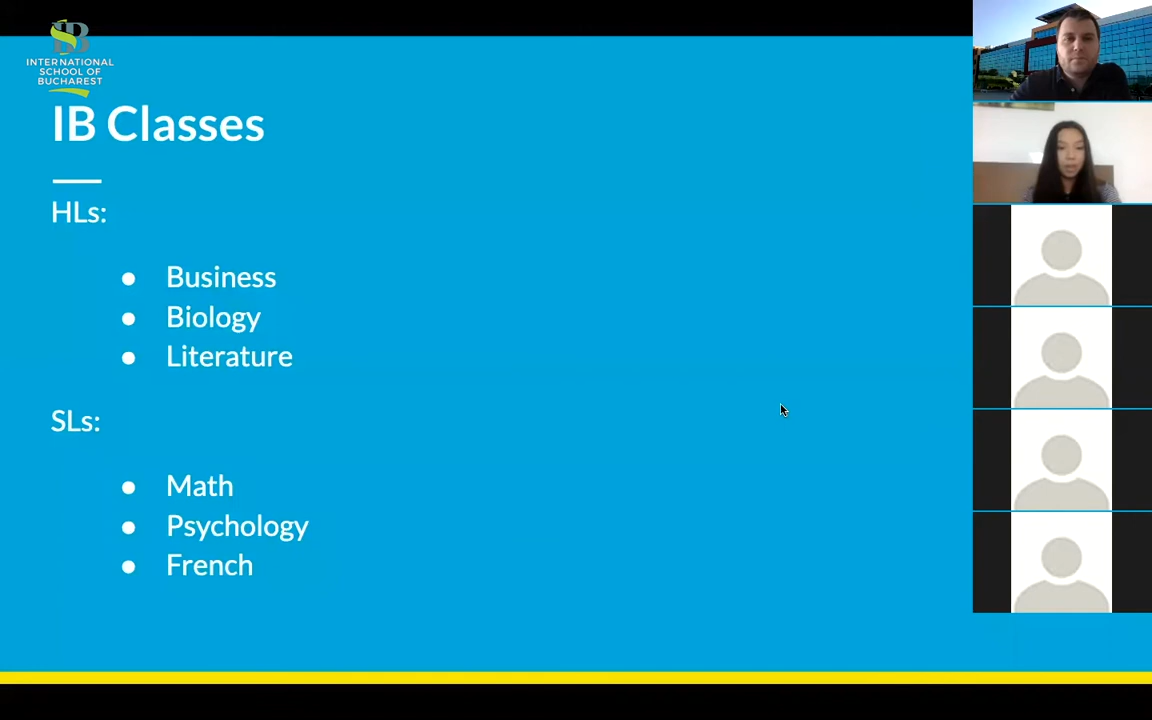 INTERNATIONAL
SCHOOL OF
BUCHAREST
IB Classes
HLs:
● Business
● Biology
● Literature
SLs:
● Math
● Psychology
● French